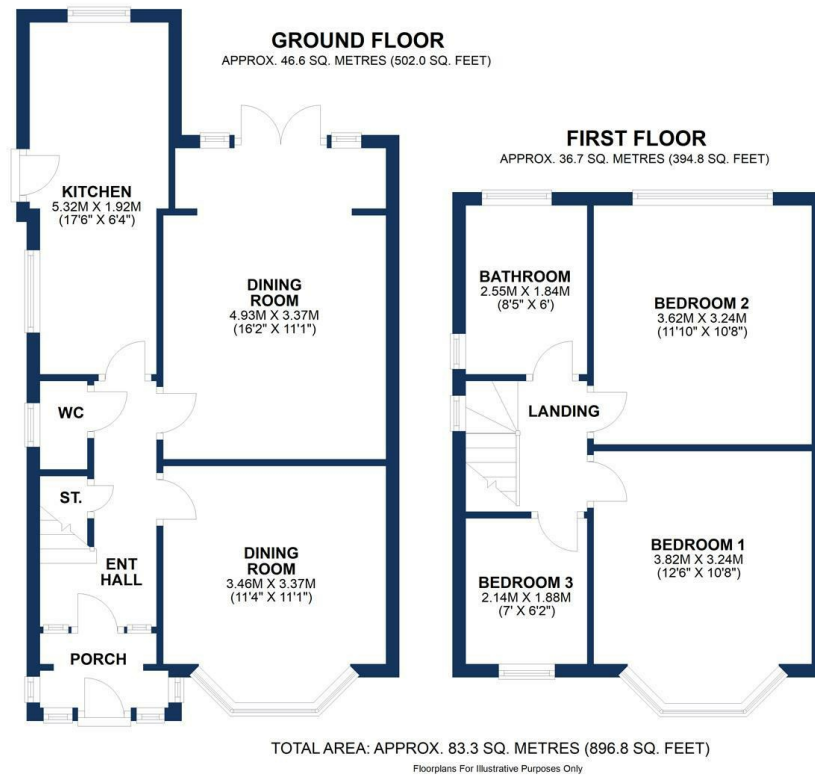 GROUND FLOOR
APPROX. 46.6 SQ. METRES (502.0 SQ. FEET)
KITCHEN
5.32M X 1.92M
(17'6" X 6'4")
DINING
ROOM
4.93M X 3.37M
(16'2" X 11'1")
WC
ST.
ENT
HALL
DINING
ROOM
3.46M X 3.37M
(11'4" X 11'1")
PORCH
FIRST FLOOR
APPROX. 36.7 SQ. METRES (394.8 SQ. FEET)
BATHROOM
2.55M X 1.84M
(8'5" X 6')
BEDROOM 2
3.62M X 3.24M
(11'10" X 10'8")
LANDING
BEDROOM 1
3.82M X 3.24M
(12'6" X 10'8")
BEDROOM 3
2.14M X 1.88M
(7' X 6'2")
TOTAL AREA: APPROX. 83.3 SQ. METRES (896.8 SQ. FEET)
Floorplans For Illustrative Purposes Only